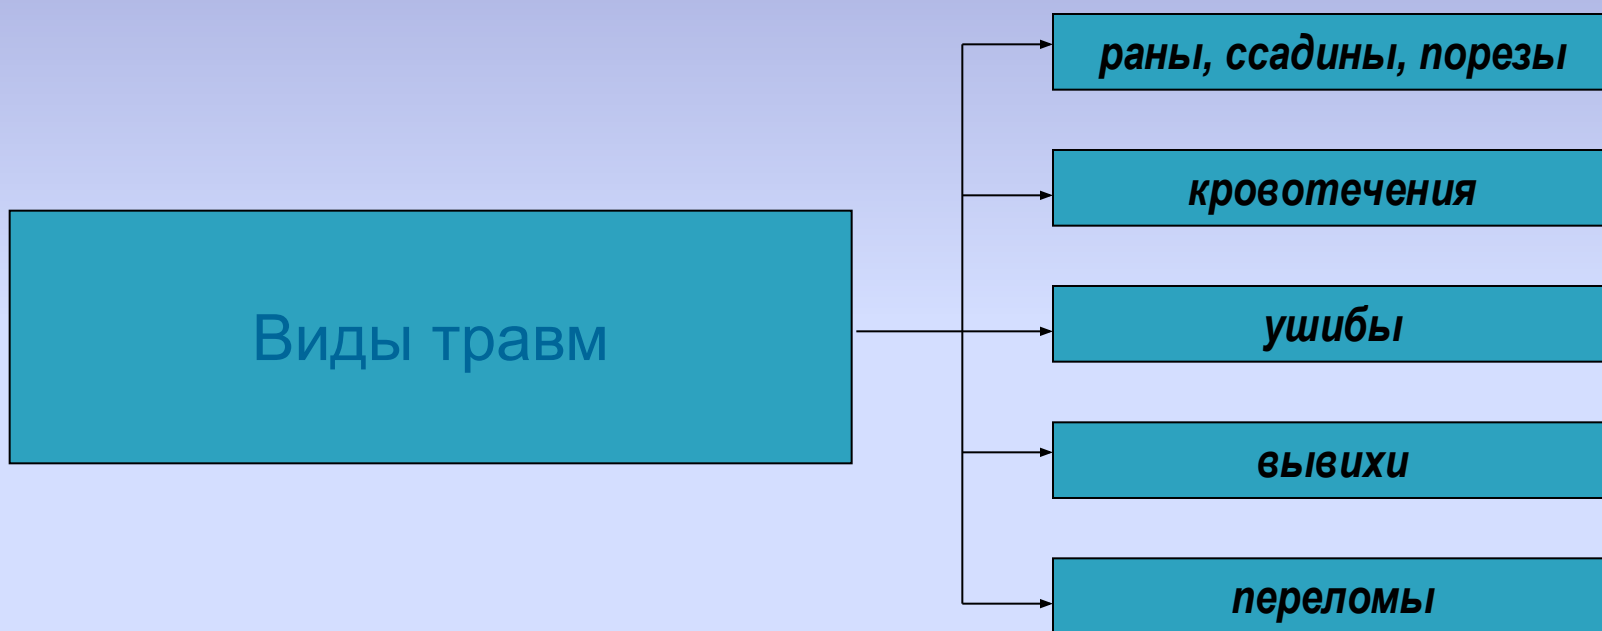 Виды травм
раны, ссадины, порезы
кровотечения
ушибы
вывихи
переломы